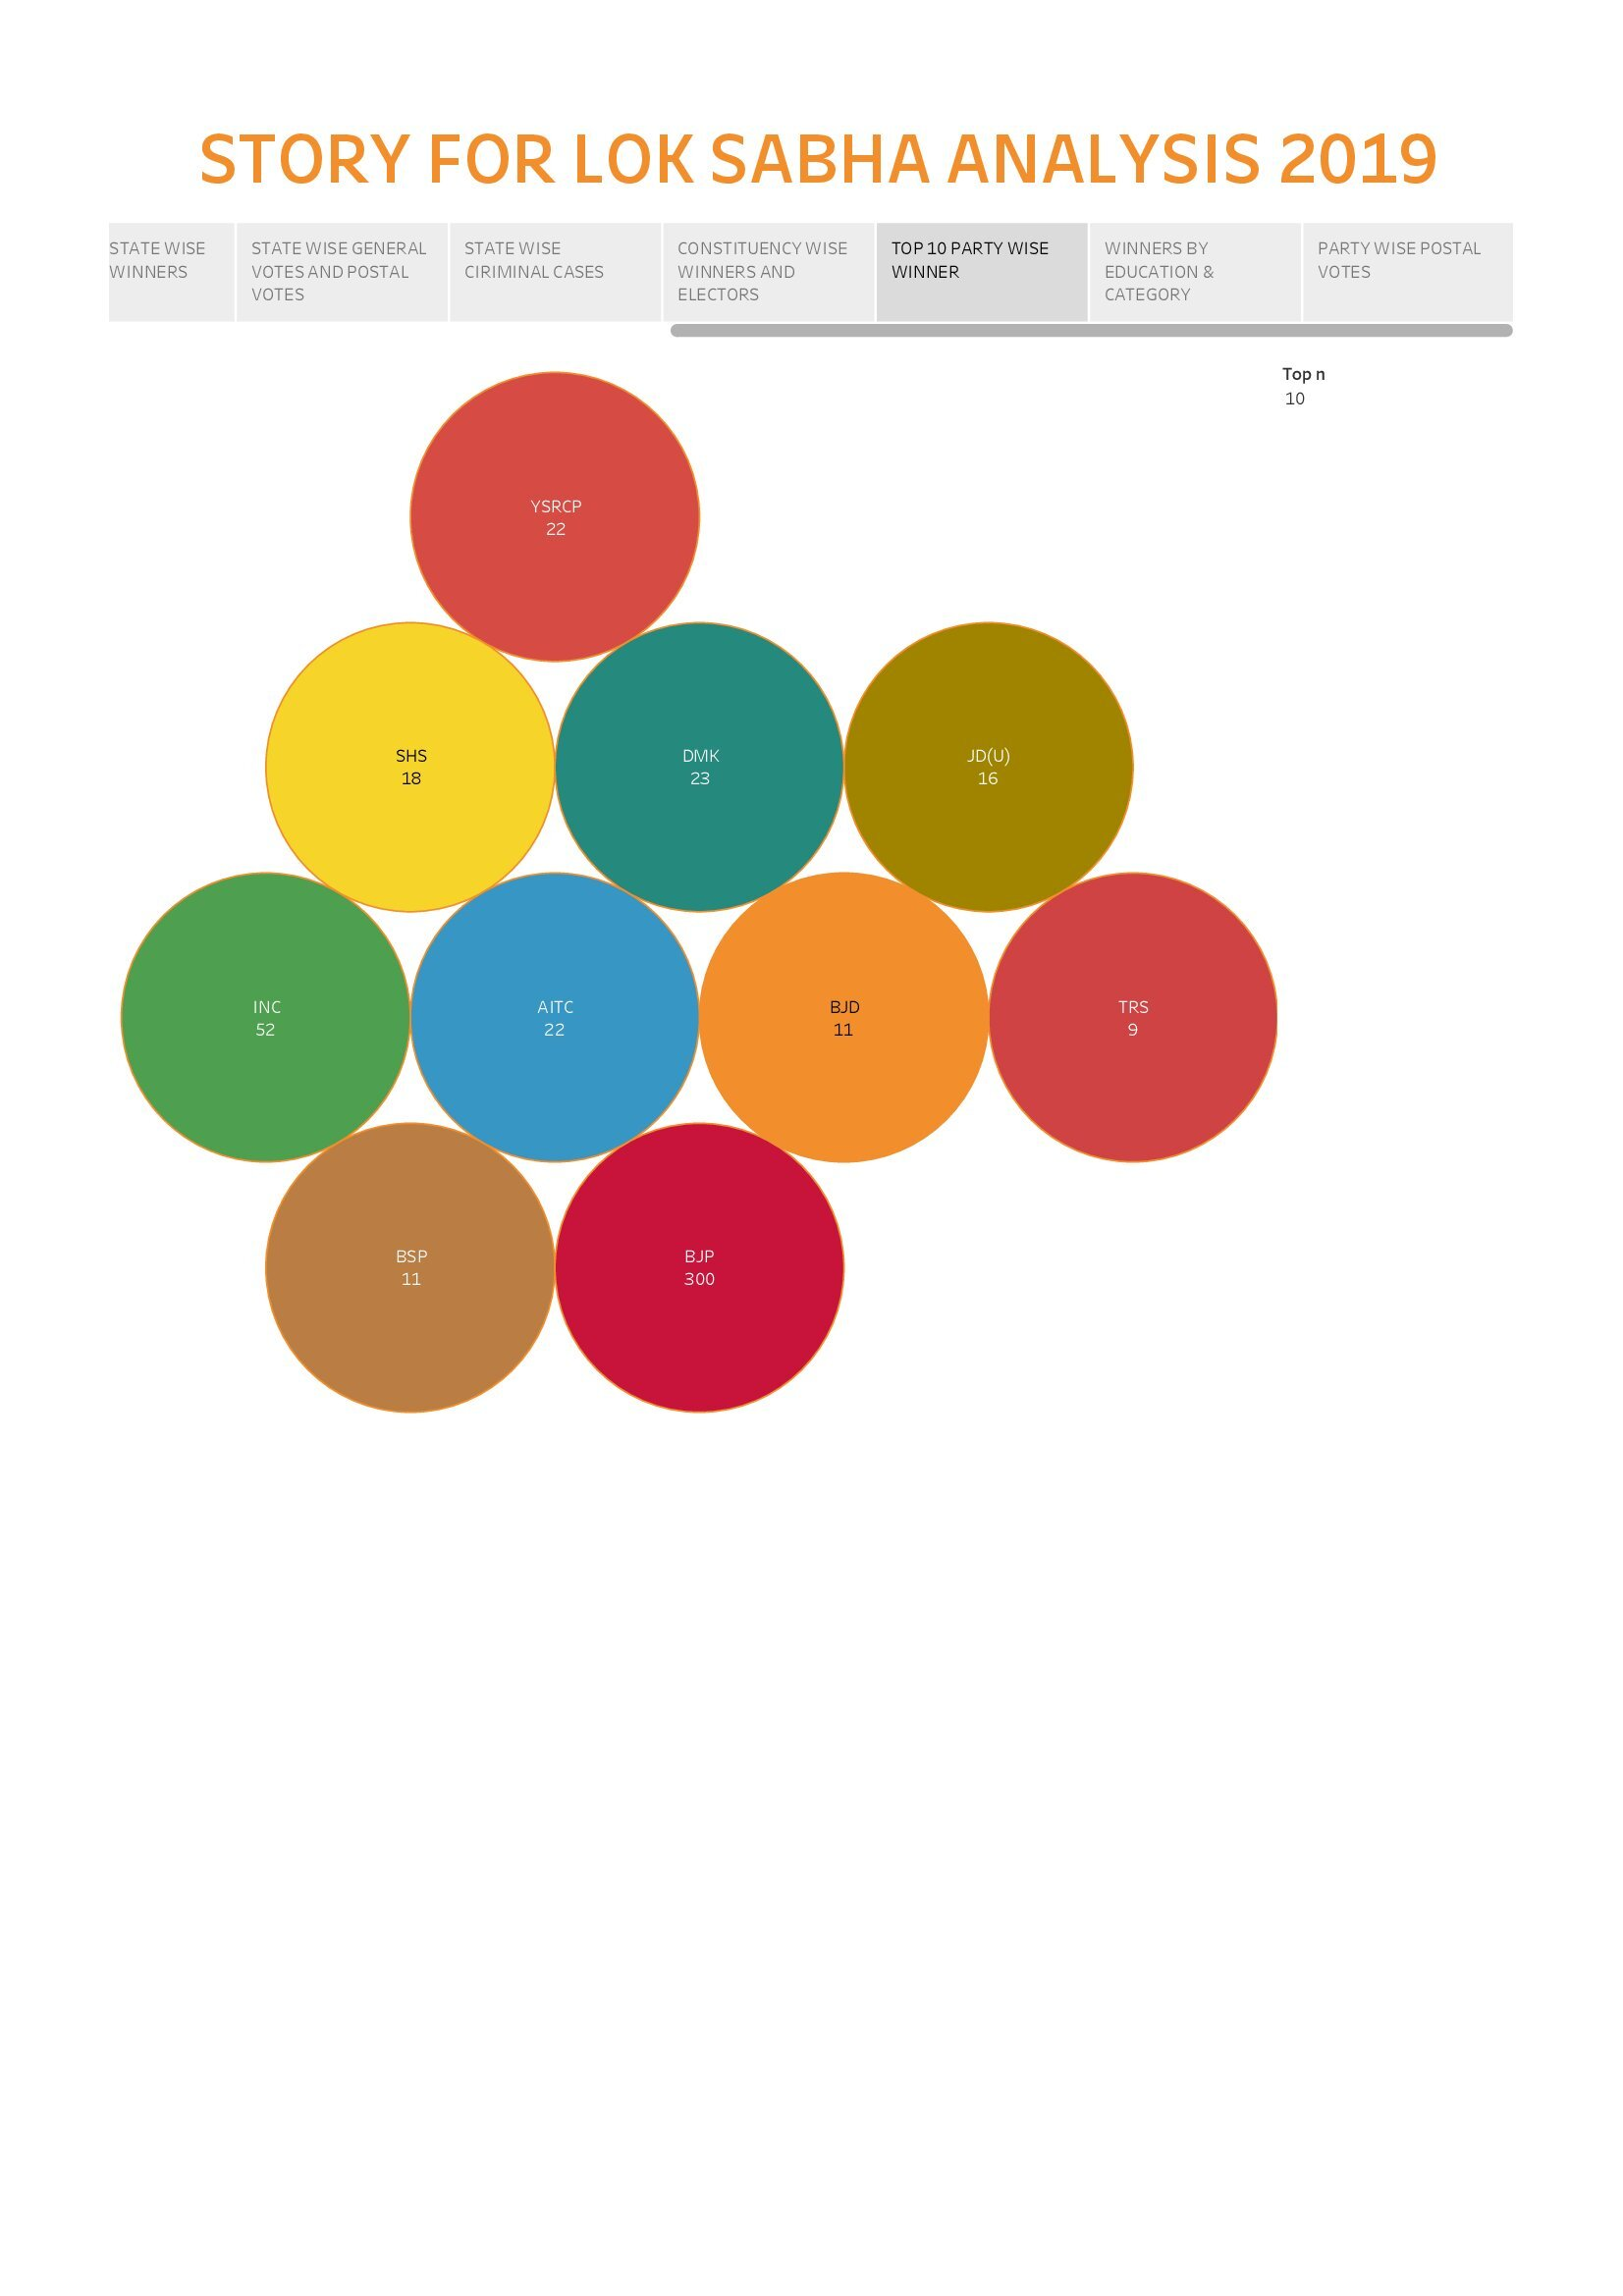 STORY FOR LOK SABHA ANALYSIS 2019
STATE WISE
WINNERS
STATE WISE GENERAL
VOTES AND POSTAL
VOTES
STATE WISE
CIRIMINAL CASES
CONSTITUENCY WISE
WINNERS AND
ELECTORS
TOP 10 PARTY WISE
WINNER
WINNERS BY
EDUCATION &
CATEGORY
PARTY WISE POSTAL
VOTES
Top n
10
YSRCP
22
SHS
18
DMK
23
JD(U)
16
INC
52
AITC
22
BJD
11
TRS
9
BSP
11
BJP
300